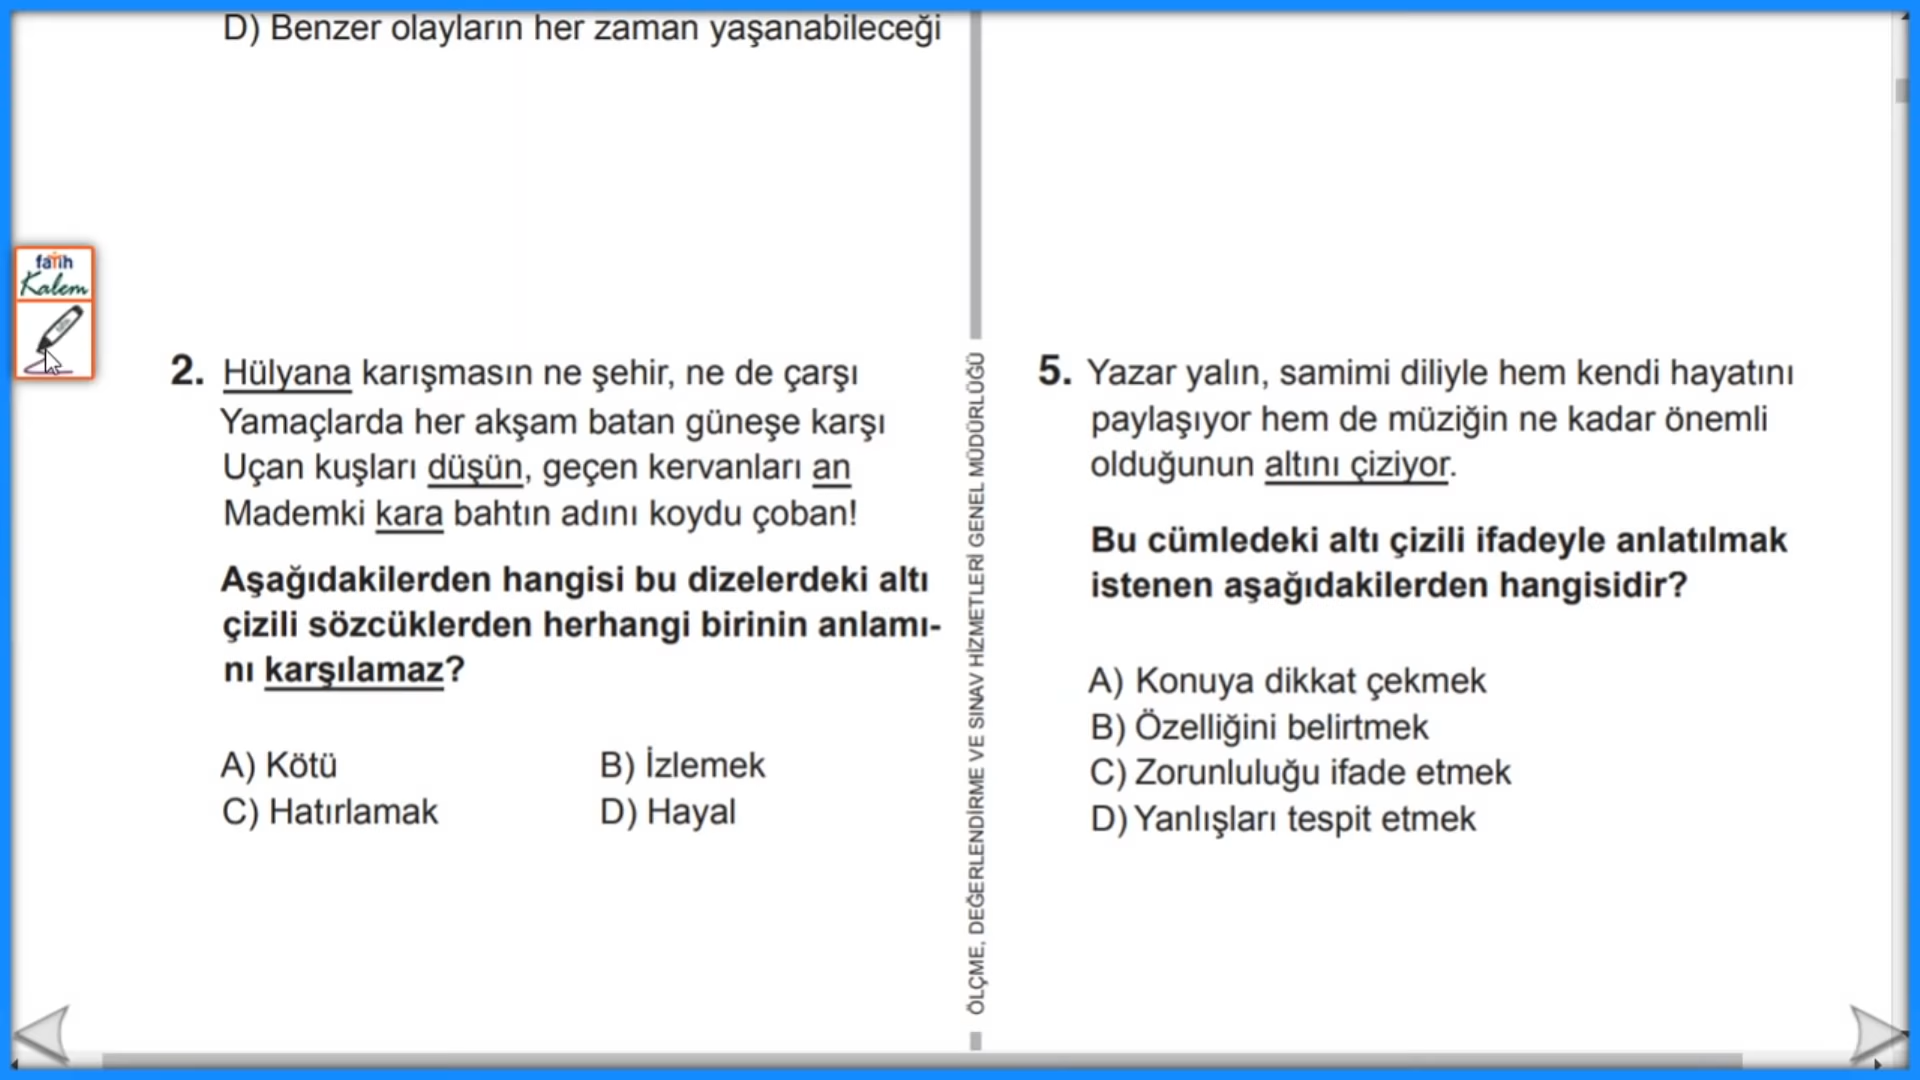 D) Benzer olayların her zaman yaşanabileceği
fatih
Kalem
2. Hülyana karışmasın ne şehir, ne de çarşı
Yamaçlarda her akşam batan güneşe karşı
Uçan kuşları düşün, geçen kervanları an
Mademki kara bahtın adını koydu çoban!
Aşağıdakilerden hangisi bu dizelerdeki altı
çizili sözcüklerden herhangi birinin anlamı-
nı karşılamaz?
A) Kötü
B) İzlemek
C) Hatırlamak
D) Hayal
ÖLÇME, DEĞERLENDİRME VE SINAV HİZMETLERİ GENEL MÜDÜRLÜĞÜ
5. Yazar yalın, samimi diliyle hem kendi hayatını
paylaşıyor hem de müziğin ne kadar önemli
olduğunun altını çiziyor.
Bu cümledeki altı çizili ifadeyle anlatılmak
istenen aşağıdakilerden hangisidir?
A) Konuya dikkat çekmek
B) Özelliğini belirtmek
C) Zorunluluğu ifade etmek
D) Yanlışları tespit etmek